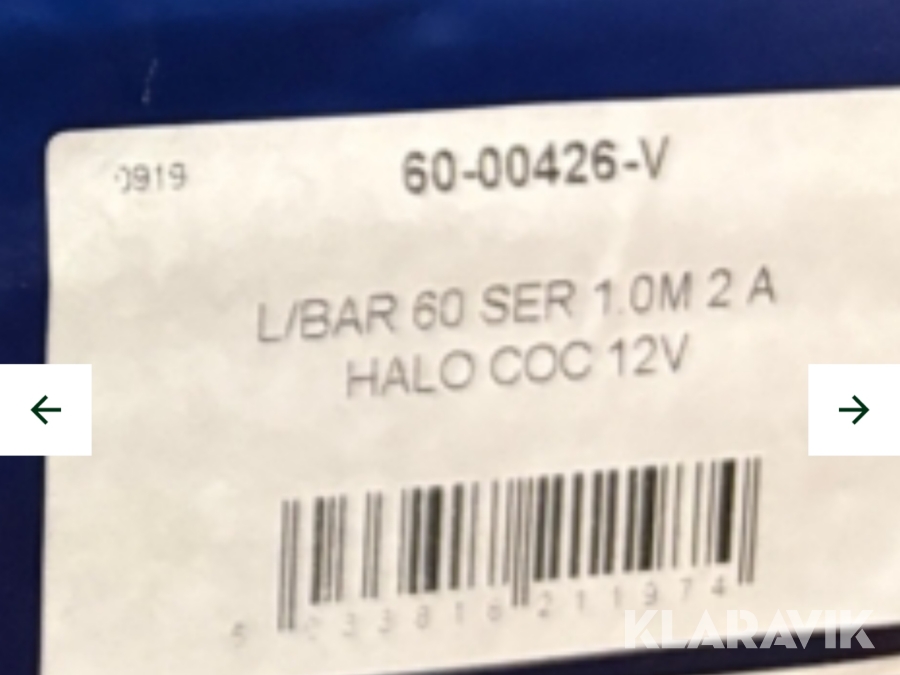 0919
60-00426-V
L/BAR 60 SER 1.0M 2 A
HALO COC 12V
KLARAVIK